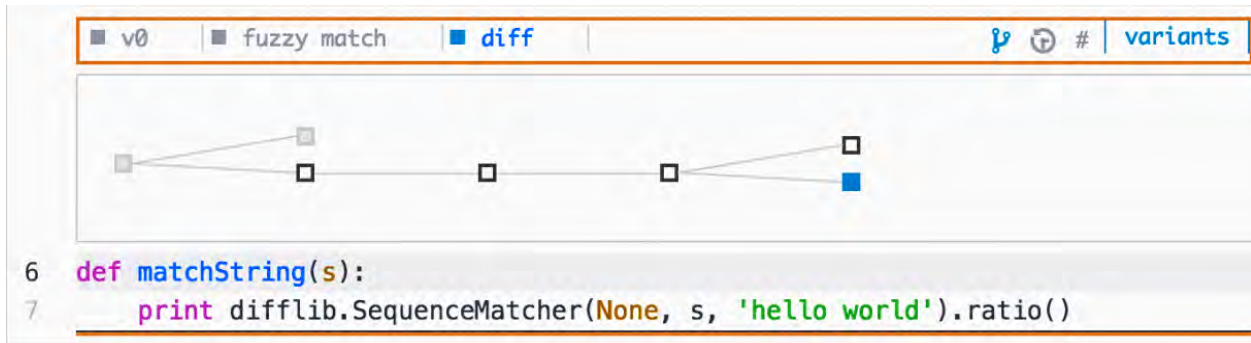 v0 fuzzy match diff # variants
6 def matchString(s):
7 print difflib.SequenceMatcher(None, s, 'hello world').ratio()